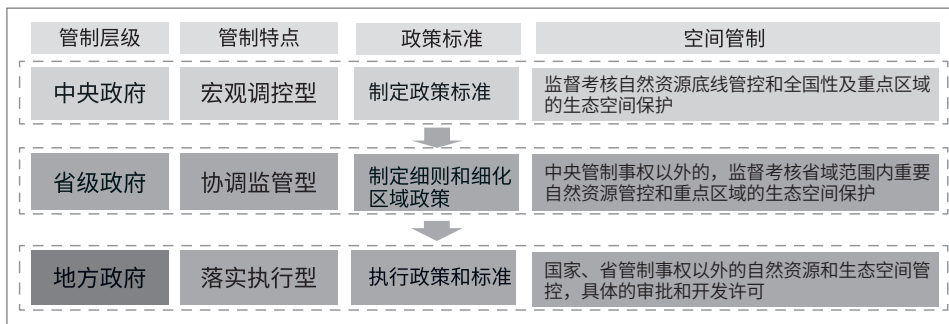 管制层级 管制特点 政策标准 空间管制
中央政府 宏观调控型 制定政策标准 监督考核自然资源底线管控和全国性及重点区域
的生态空间保护
省级政府 协调监管型 制定细则和细化
区域政策
中央管制事权以外的，监督考核省域范围内重要
自然资源管控和重点区域的生态空间保护
地方政府 落实执行型 执行政策和标准 国家、省管制事权以外的自然资源和生态空间管
控，具体的审批和开发许可